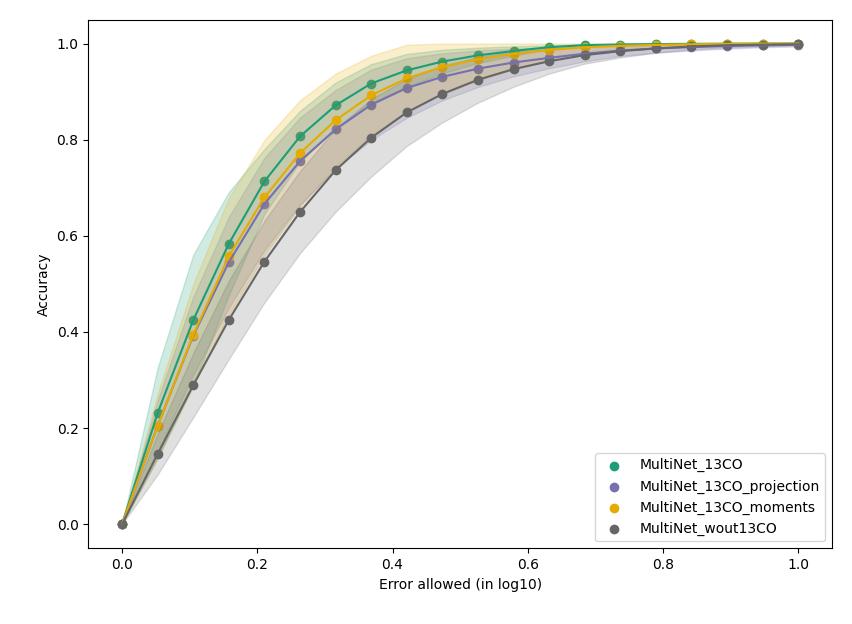 1.0
0.8
0.6
0.4
0.2
0.0
Accuracy
0.0 0.2 0.4 0.6 0.8 1.0
Error allowed (in log10)
MultiNet_13CO
MultiNet_13CO_projection
MultiNet_13CO_moments
MultiNet_wout13CO